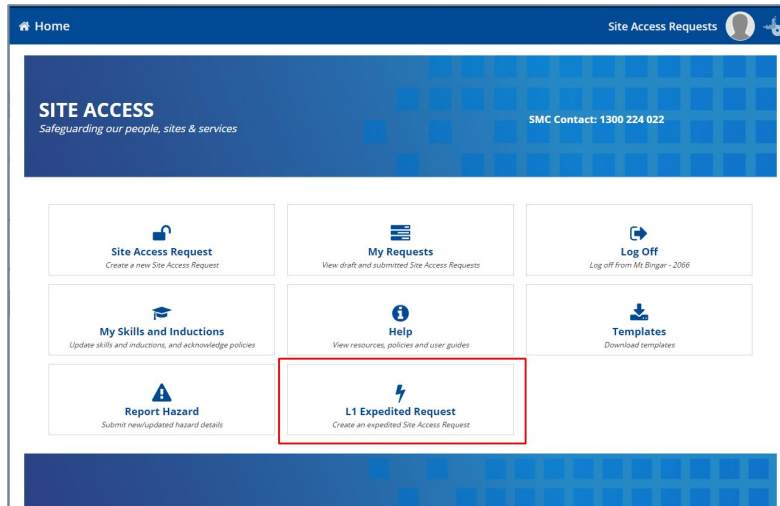 Home
Site Access Requests
SITE ACCESS
Safeguarding our people, sites & services
SMC Contact: 1300 224 022
Site Access Request
Create a new Site Access Request
My Requests
View draft and submitted Site Access Requests
Log Off
Log off from Mt Bingar - 2066
My Skills and Inductions
Update skills and inductions, and acknowledge policies
Help
View resources, policies and user guides
Templates
Download templates
Report Hazard
Submit new/updated hazard details
L1 Expedited Request
Create an expedited Site Access Request